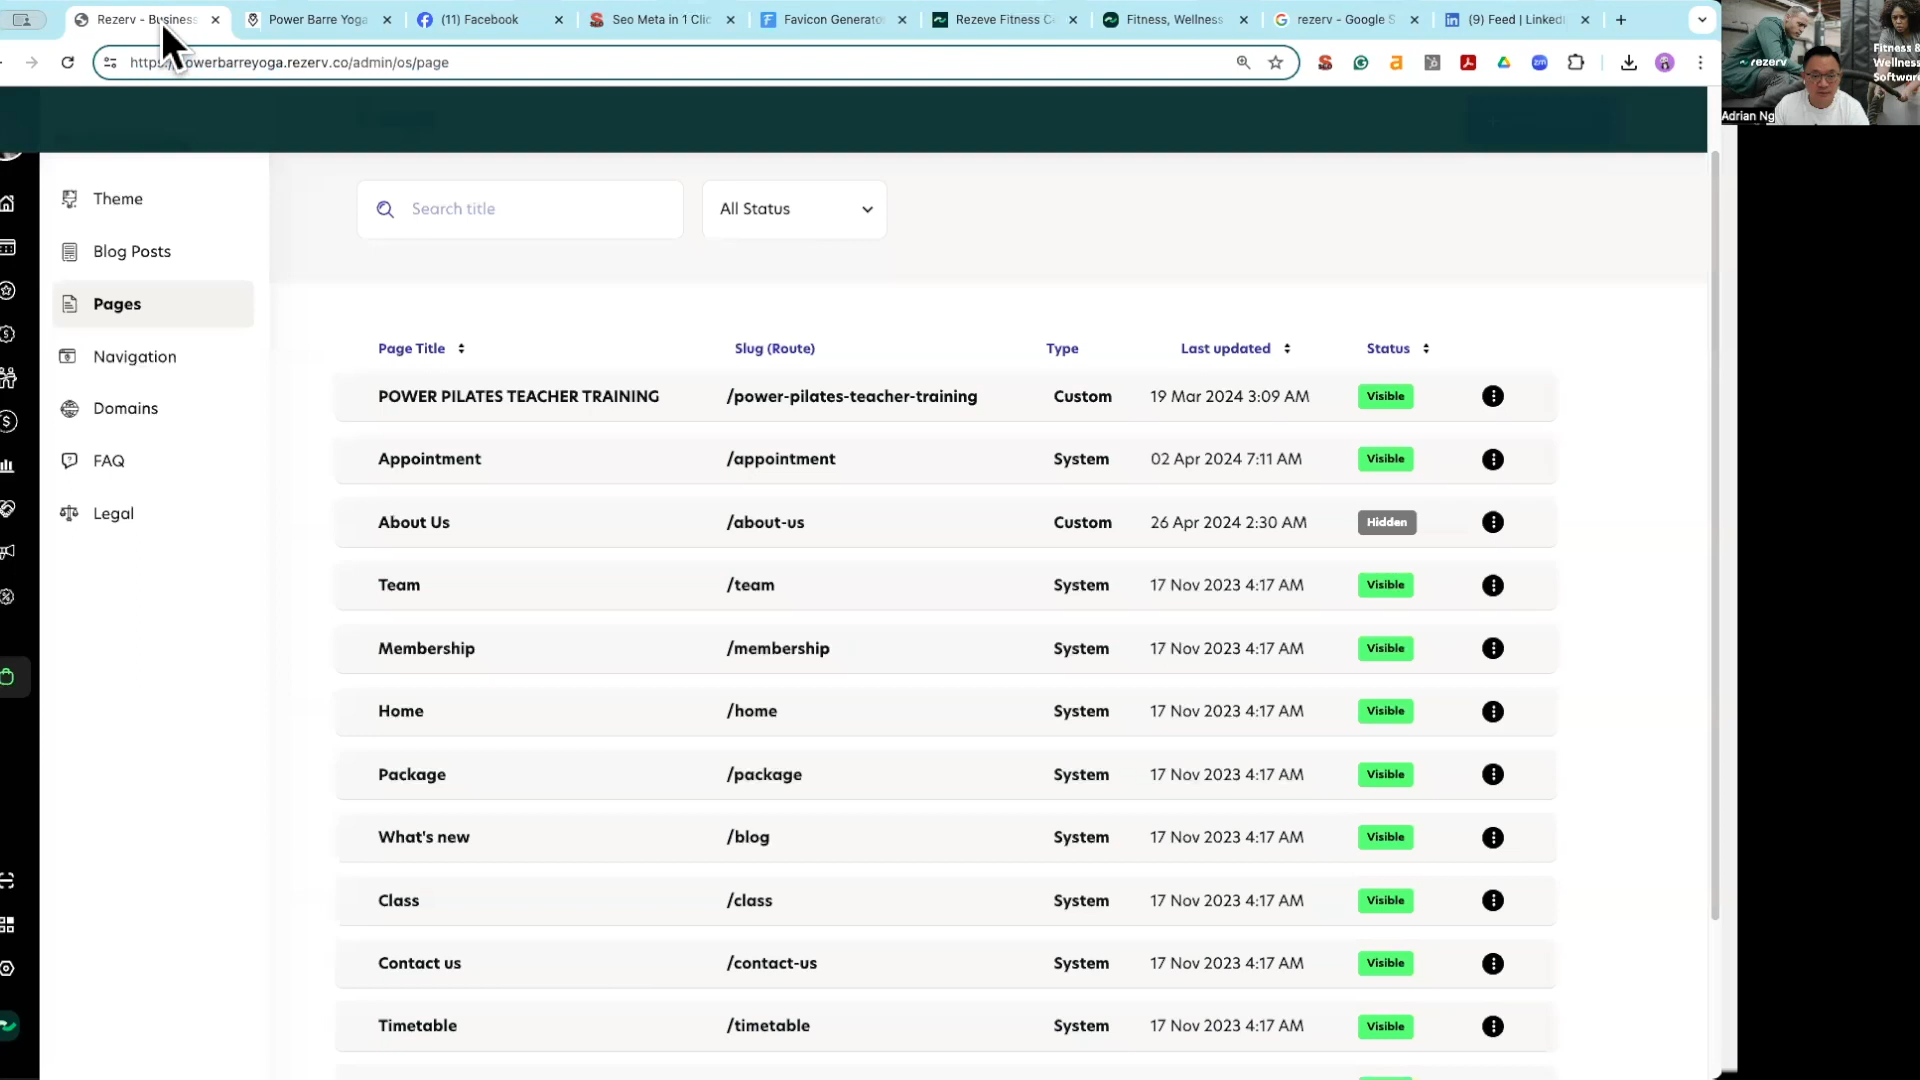 Rezerv - Business
Power Barre Yoga
(11) Facebook
Seo Meta in 1 Clic
Favicon Generator
Rezeve Fitness C
Fitness, Wellness
rezerv - Google S
(9) Feed | LinkedI
powerbarreyoga.rezerv.co/admin/os/page
rezerv
Fitness &
Wellness
Software
Adrian Ng
Theme
Blog Posts
Pages
Navigation
Domains
FAQ
Legal
Search title
All Status
Page Title Slug (Route) Type Last updated Status
POWER PILATES TEACHER TRAINING /power-pilates-teacher-training Custom 19 Mar 2024 3:09 AM Visible
Appointment /appointment System 02 Apr 2024 7:11 AM Visible
About Us /about-us Custom 26 Apr 2024 2:30 AM Hidden
Team /team System 17 Nov 2023 4:17 AM Visible
Membership /membership System 17 Nov 2023 4:17 AM Visible
Home /home System 17 Nov 2023 4:17 AM Visible
Package /package System 17 Nov 2023 4:17 AM Visible
What's new /blog System 17 Nov 2023 4:17 AM Visible
Class /class System 17 Nov 2023 4:17 AM Visible
Contact us /contact-us System 17 Nov 2023 4:17 AM Visible
Timetable /timetable System 17 Nov 2023 4:17 AM Visible